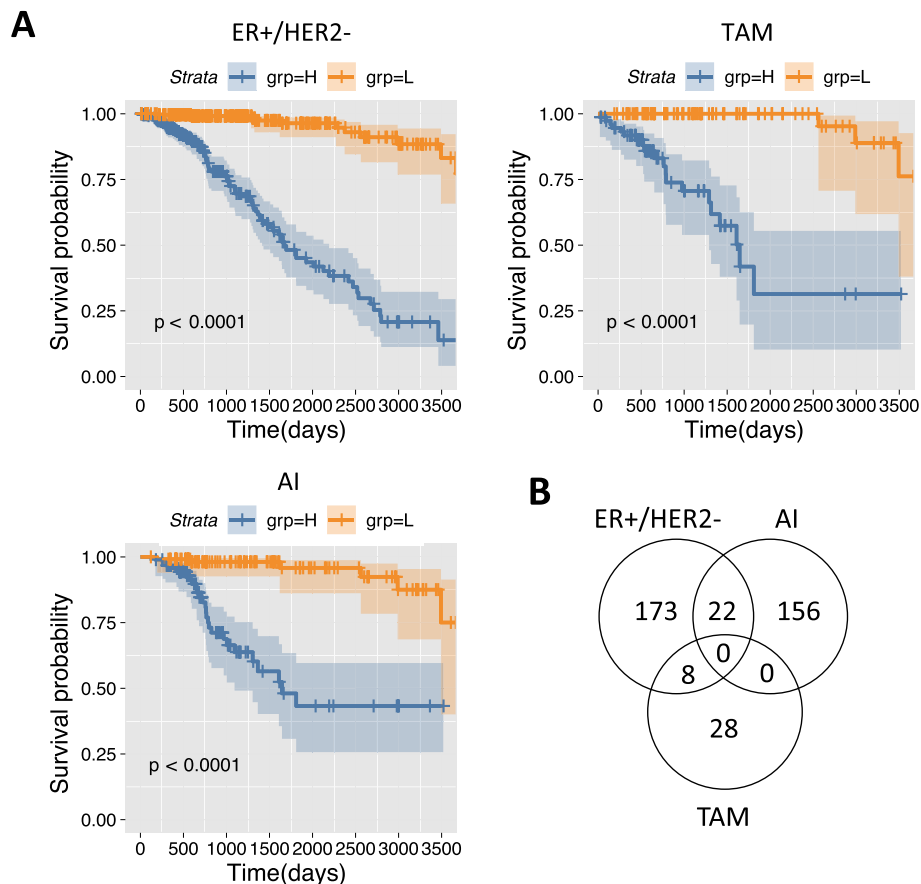 A
ER+/HER2-
Strata grp=H grp=L
Survival probability
1.00
0.75
0.50
0.25
0.00
p < 0.0001
0 500 1000 1500 2000 2500 3000 3500
Time(days)
TAM
Strata grp=H grp=L
Survival probability
1.00
0.75
0.50
0.25
0.00
p < 0.0001
0 500 1000 1500 2000 2500 3000 3500
Time(days)
AI
Strata grp=H grp=L
Survival probability
1.00
0.75
0.50
0.25
0.00
p < 0.0001
0 500 1000 1500 2000 2500 3000 3500
Time(days)
B
ER+/HER2- AI
173 22 156
0
8 0
28
TAM